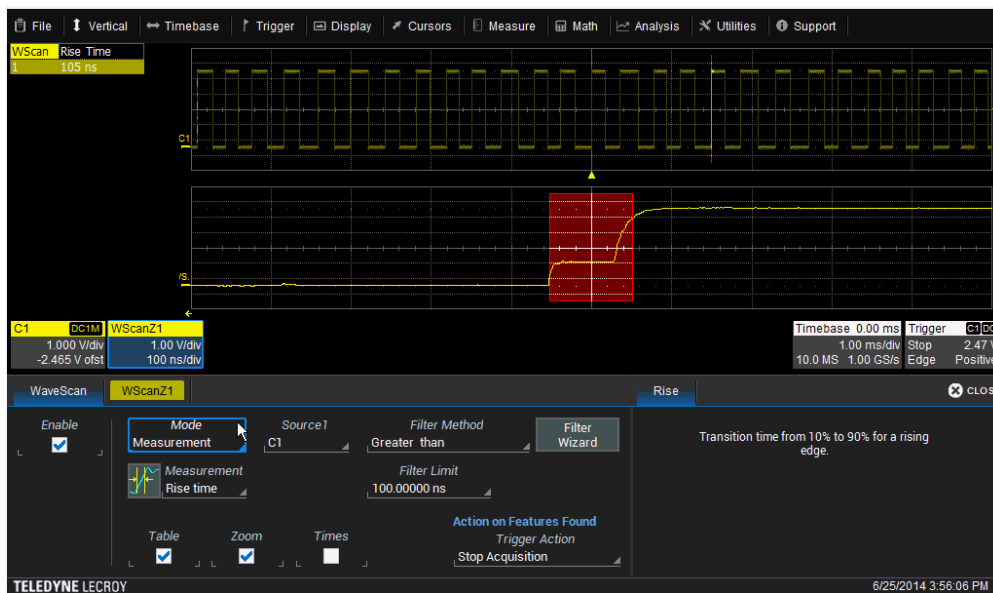 File Vertical Timebase Trigger Display Cursors Measure Math Analysis Utilities Support
WScan Rise Time
1 105 ns
C1
C1 DC1M
1.000 V/div
-2.465 V ofst
WScanZ1
1.00 V/div
100 ns/div
Timebase 0.00 ms
1.00 ms/div
10.0 MS 1.00 GS/s
Trigger C1 DC
Stop 2.47 V
Edge Positive
WaveScan WScanZ1 Rise CLOS
Enable
Mode
Measurement
Source1
C1
Filter Method
Greater than
Filter Wizard
Measurement
Rise time
Filter Limit
100.00000 ns
Table Zoom Times
Action on Features Found
Trigger Action
Stop Acquisition
Transition time from 10% to 90% for a rising
edge.
TELEDYNE LECROY 6/25/2014 3:56:06 PM